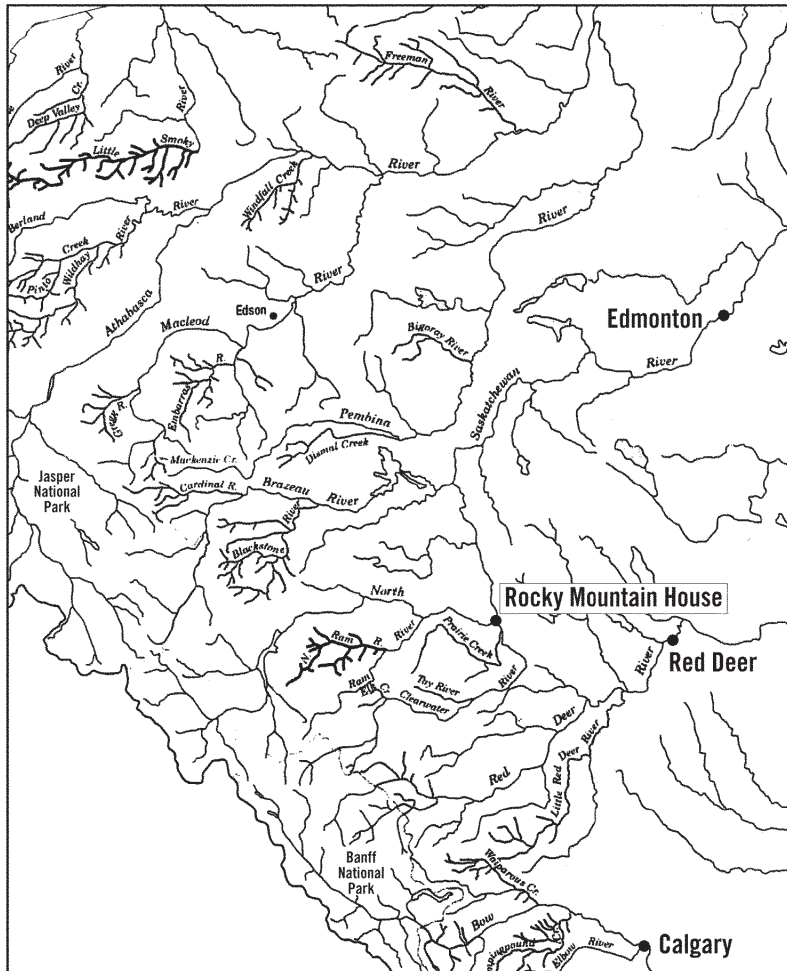 Freeman
River
River
Cr.
River
Deep Valley
Little
Smoky
River
Windfall Creek
River
Berland
River
Creek
River
Pinto
Wildhay
River
Athabasca
Edson
Macleod
R.
Bigoray River
Edmonton
River
Gregg R.
Embarras
Saskatchewan
Pembina
Dismal Creek
Mackenzie Cr.
Cardinal R.
Brazeau
River
Jasper
National
Park
River
Blackstone
North
Rocky Mountain House
N.
Ram
R.
River
Prairie Creek
Red Deer
River
Ram
Elk
C.
Tay River
Clearwater
River
Deer
Red
Little Red Deer River
Banff
National
Park
Waiparous Cr.
Bow
Cr.
Elbow
River
Calgary